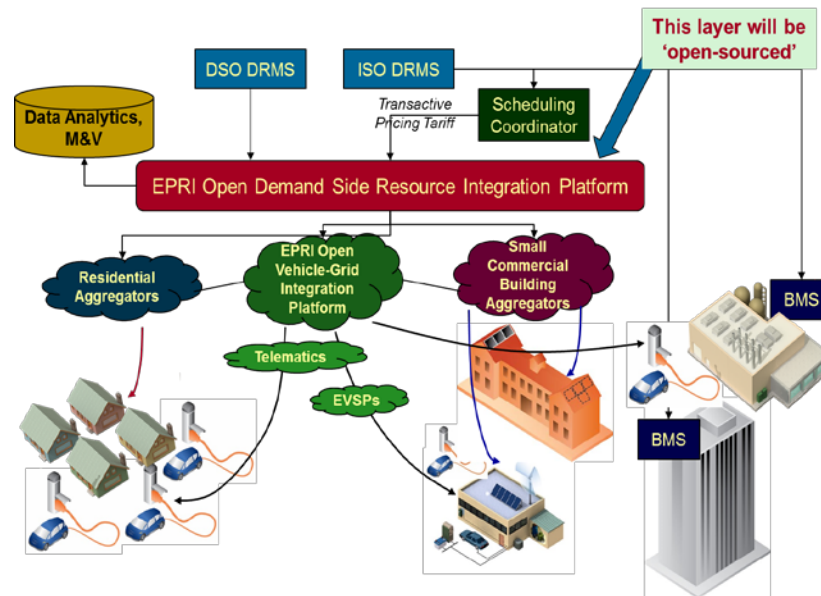 This layer will be
'open-sourced'
DSO DRMS
ISO DRMS
Data Analytics,
M&V
Transactive
Pricing Tariff
Scheduling
Coordinator
EPRI Open Demand Side Resource Integration Platform
Residential
Aggregators
EPRI Open
Vehicle-Grid
Integration
Platform
Small
Commercial
Building
Aggregators
BMS
Telematics
EVSPs
BMS